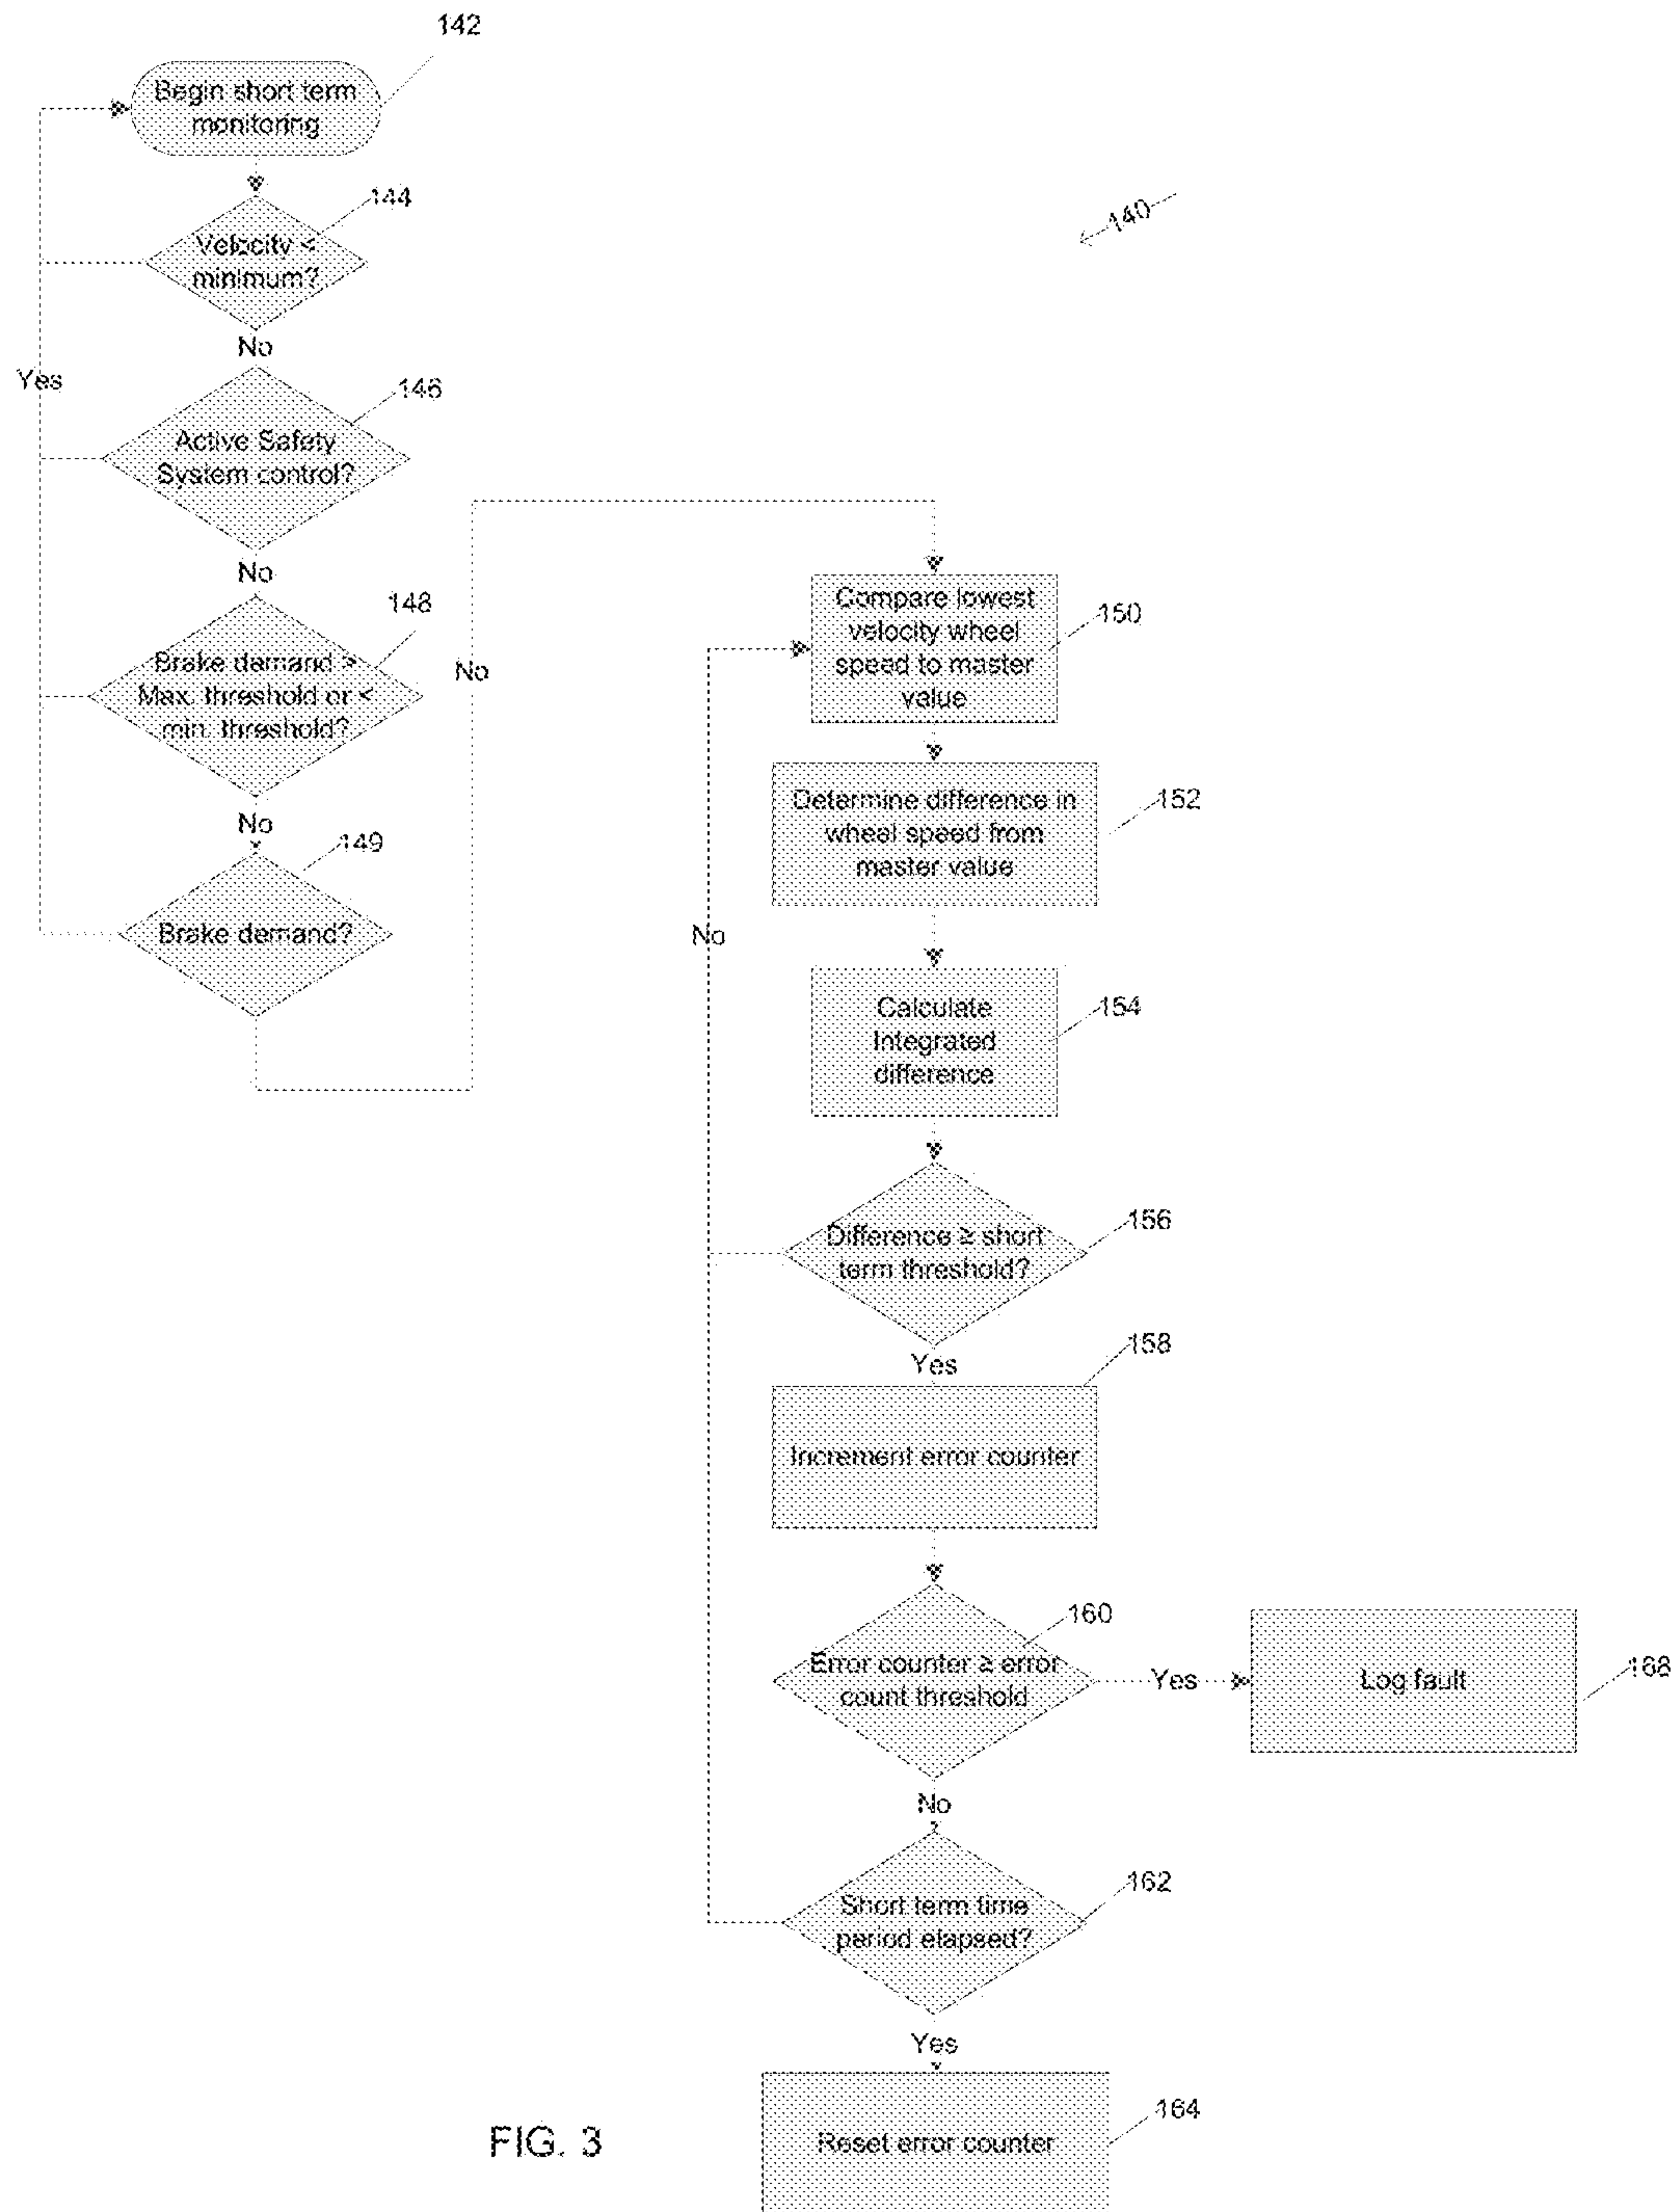 142
Begin short term
monitoring
144
Velocity <
minimum?
140
No
Yes
146
Active Safety
System control?
No
148
Brake demand >
Max. threshold or <
min. threshold?
No
149
Brake demand?
No
Compare lowest
velocity wheel
speed to master
value
150
Determine difference in
wheel speed from
master value
152
No
Calculate
Integrated
difference
154
Difference ≥ short
term threshold?
156
Yes
158
Increment error counter
160
Error counter ≥ error
count threshold
Yes
Log fault
168
No
162
Short term time
period elapsed?
Yes
164
Reset error counter
FIG. 3